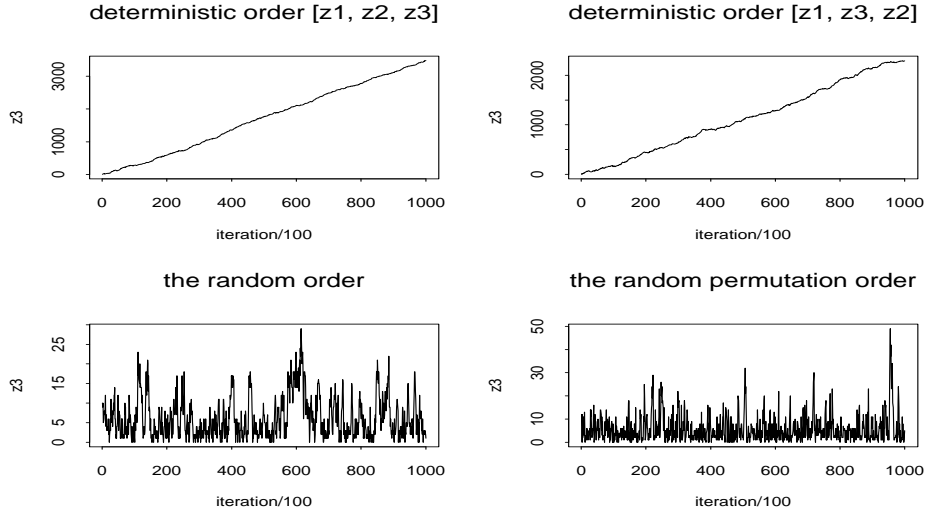 deterministic order [z1, z2, z3]
z3
3000
1000
0
0 200 400 600 800 1000
iteration/100
deterministic order [z1, z3, z2]
z3
2000
1000
0
0 200 400 600 800 1000
iteration/100
the random order
z3
25
15
5
0
0 200 400 600 800 1000
iteration/100
the random permutation order
z3
50
30
10
0
0 200 400 600 800 1000
iteration/100